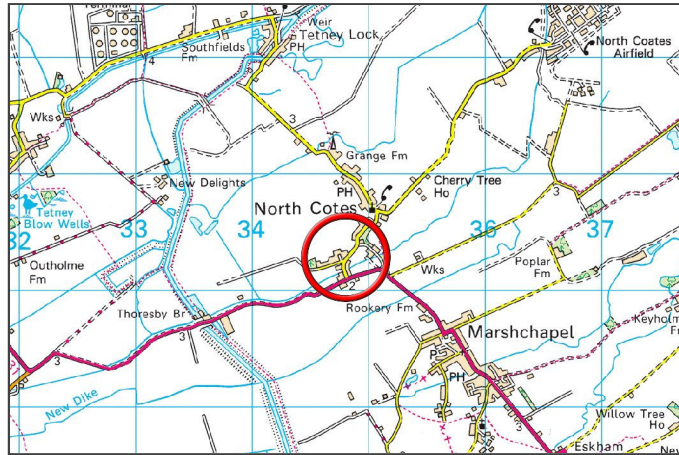 Weir
Tetney Lock
PH
Southfields
Fm
4
North Coates
Airfield
Wks
3
3
Grange Fm
New Delights
PH
Cherry Tree
Ho
3
Tetney
Blow Wells
North Cotes
32
33
34
36
37
Outholme
Fm
Wks
Poplar
Fm
2
Thoresby Br
Rookery Fm
3
3
Marshchapel
Keyholm
P
PH
New Dike
Willow Tree
Ho
3
Eskham